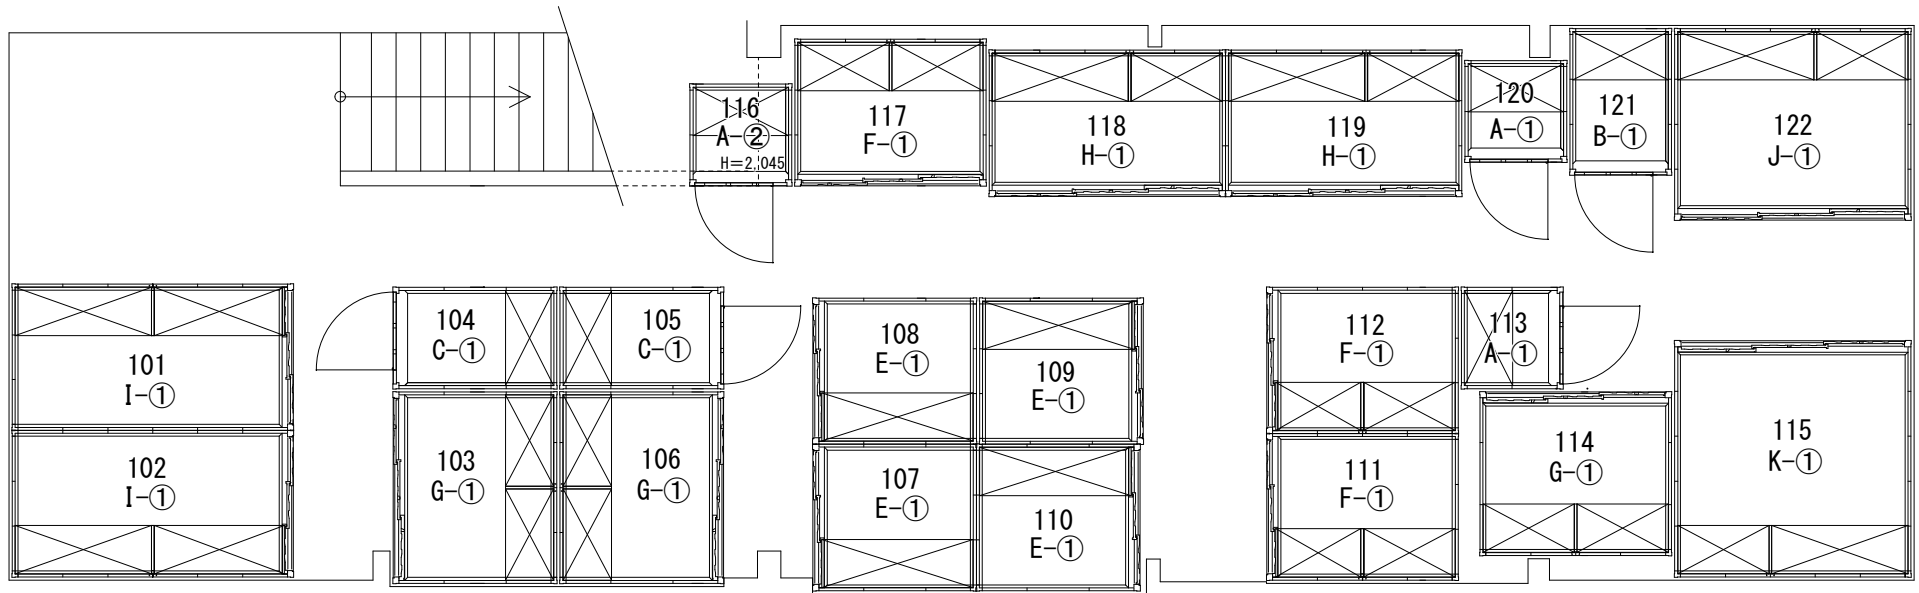 116
A-②
H=2,045
117
F-①
118
H-①
119
H-①
120
A-①
121
B-①
122
J-①
101
I-①
102
I-①
104
C-①
105
C-①
103
G-①
106
G-①
108
E-①
109
E-①
107
E-①
110
E-①
112
F-①
113
A-①
111
F-①
114
G-①
115
K-①